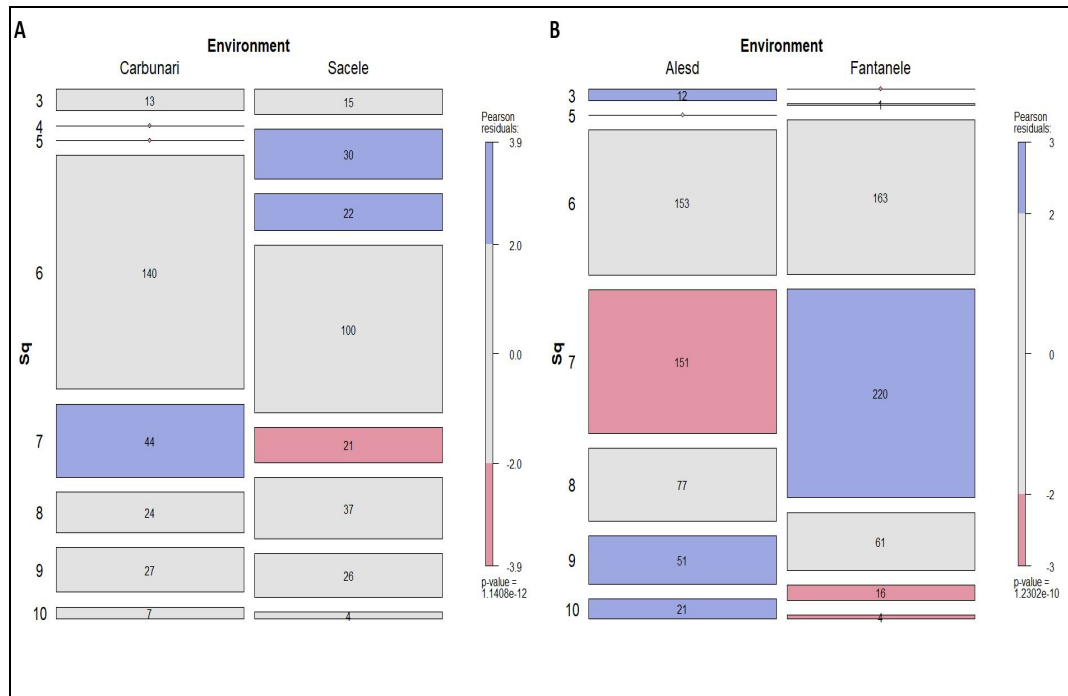 A
Environment
Carbunari Sacele
3 13 15
4 30
5 22
6 140 100
7 44 21
8 24 37
9 27 26
10 7 4
Sq
Pearson
residuals:
3.9
2.0
0.0
-2.0
-3.9
p-value =
1.1408e-12
B
Environment
Alesd Fantanele
3 12
5 1
6 153 163
7 151 220
8 77 61
9 51 16
10 21 4
Sq
Pearson
residuals:
3
2
0
-2
-3
p-value =
1.2302e-10